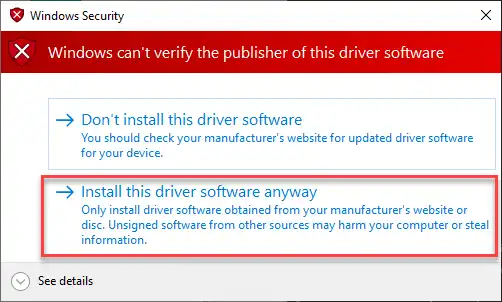 Windows Security
Windows can't verify the publisher of this driver software
Don't install this driver software
You should check your manufacturer's website for updated driver software
for your device.
Install this driver software anyway
Only install driver software obtained from your manufacturer's website or
disc. Unsigned software from other sources may harm your computer or steal
information.
See details